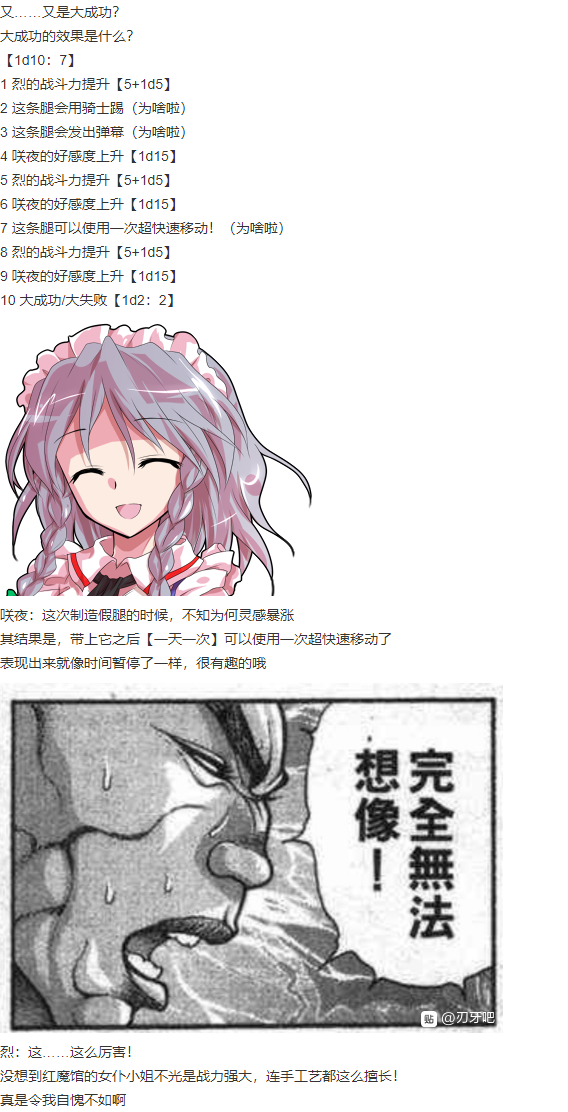 又……又是大成功？
大成功的效果是什么？
【1d10：7】
1 烈的战斗力提升【5+1d5】
2 这条腿会用骑士踢（为啥啦）
3 这条腿会发出弹幕（为啥啦）
4 咲夜的好感度上升【1d15】
5 烈的战斗力提升【5+1d5】
6 咲夜的好感度上升【1d15】
7 这条腿可以使用一次超快速移动！（为啥啦）
8 烈的战斗力提升【5+1d5】
9 咲夜的好感度上升【1d15】
10 大成功/大失败【1d2：2】
咲夜：这次制造假腿的时候，不知为何灵感暴涨
其结果是，带上它之后【一天一次】可以使用一次超快速移动了
表现出来就像时间暂停了一样，很有趣的哦
完全無法
想像！
贴 @刃牙吧
烈：这……这么厉害！
没想到红魔馆的女仆小姐不光是战力强大，连手工艺都这么擅长！
真是令我自愧不如啊